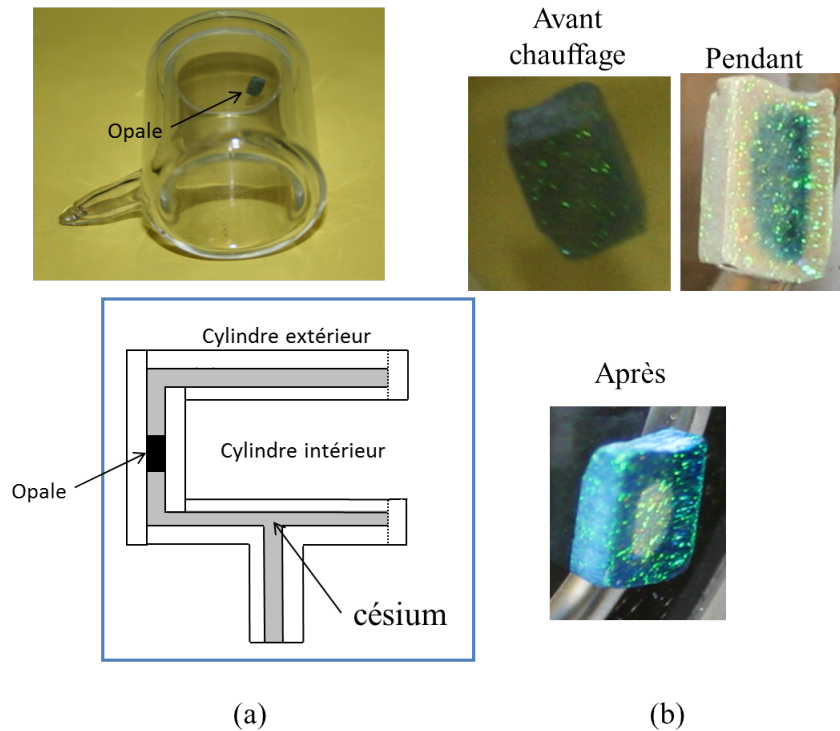 Opale
Avant
chauffage
Pendant
Cylindre extérieur
Cylindre intérieur
Opale
césium
Après
(a)
(b)